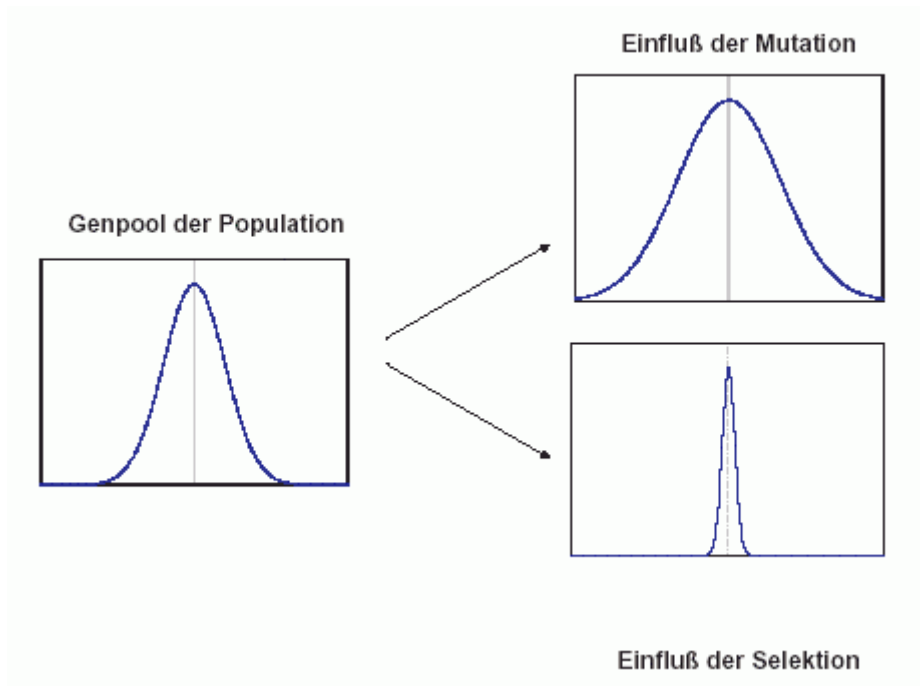 Einfluß der Mutation
Genpool der Population
Einfluß der Selektion